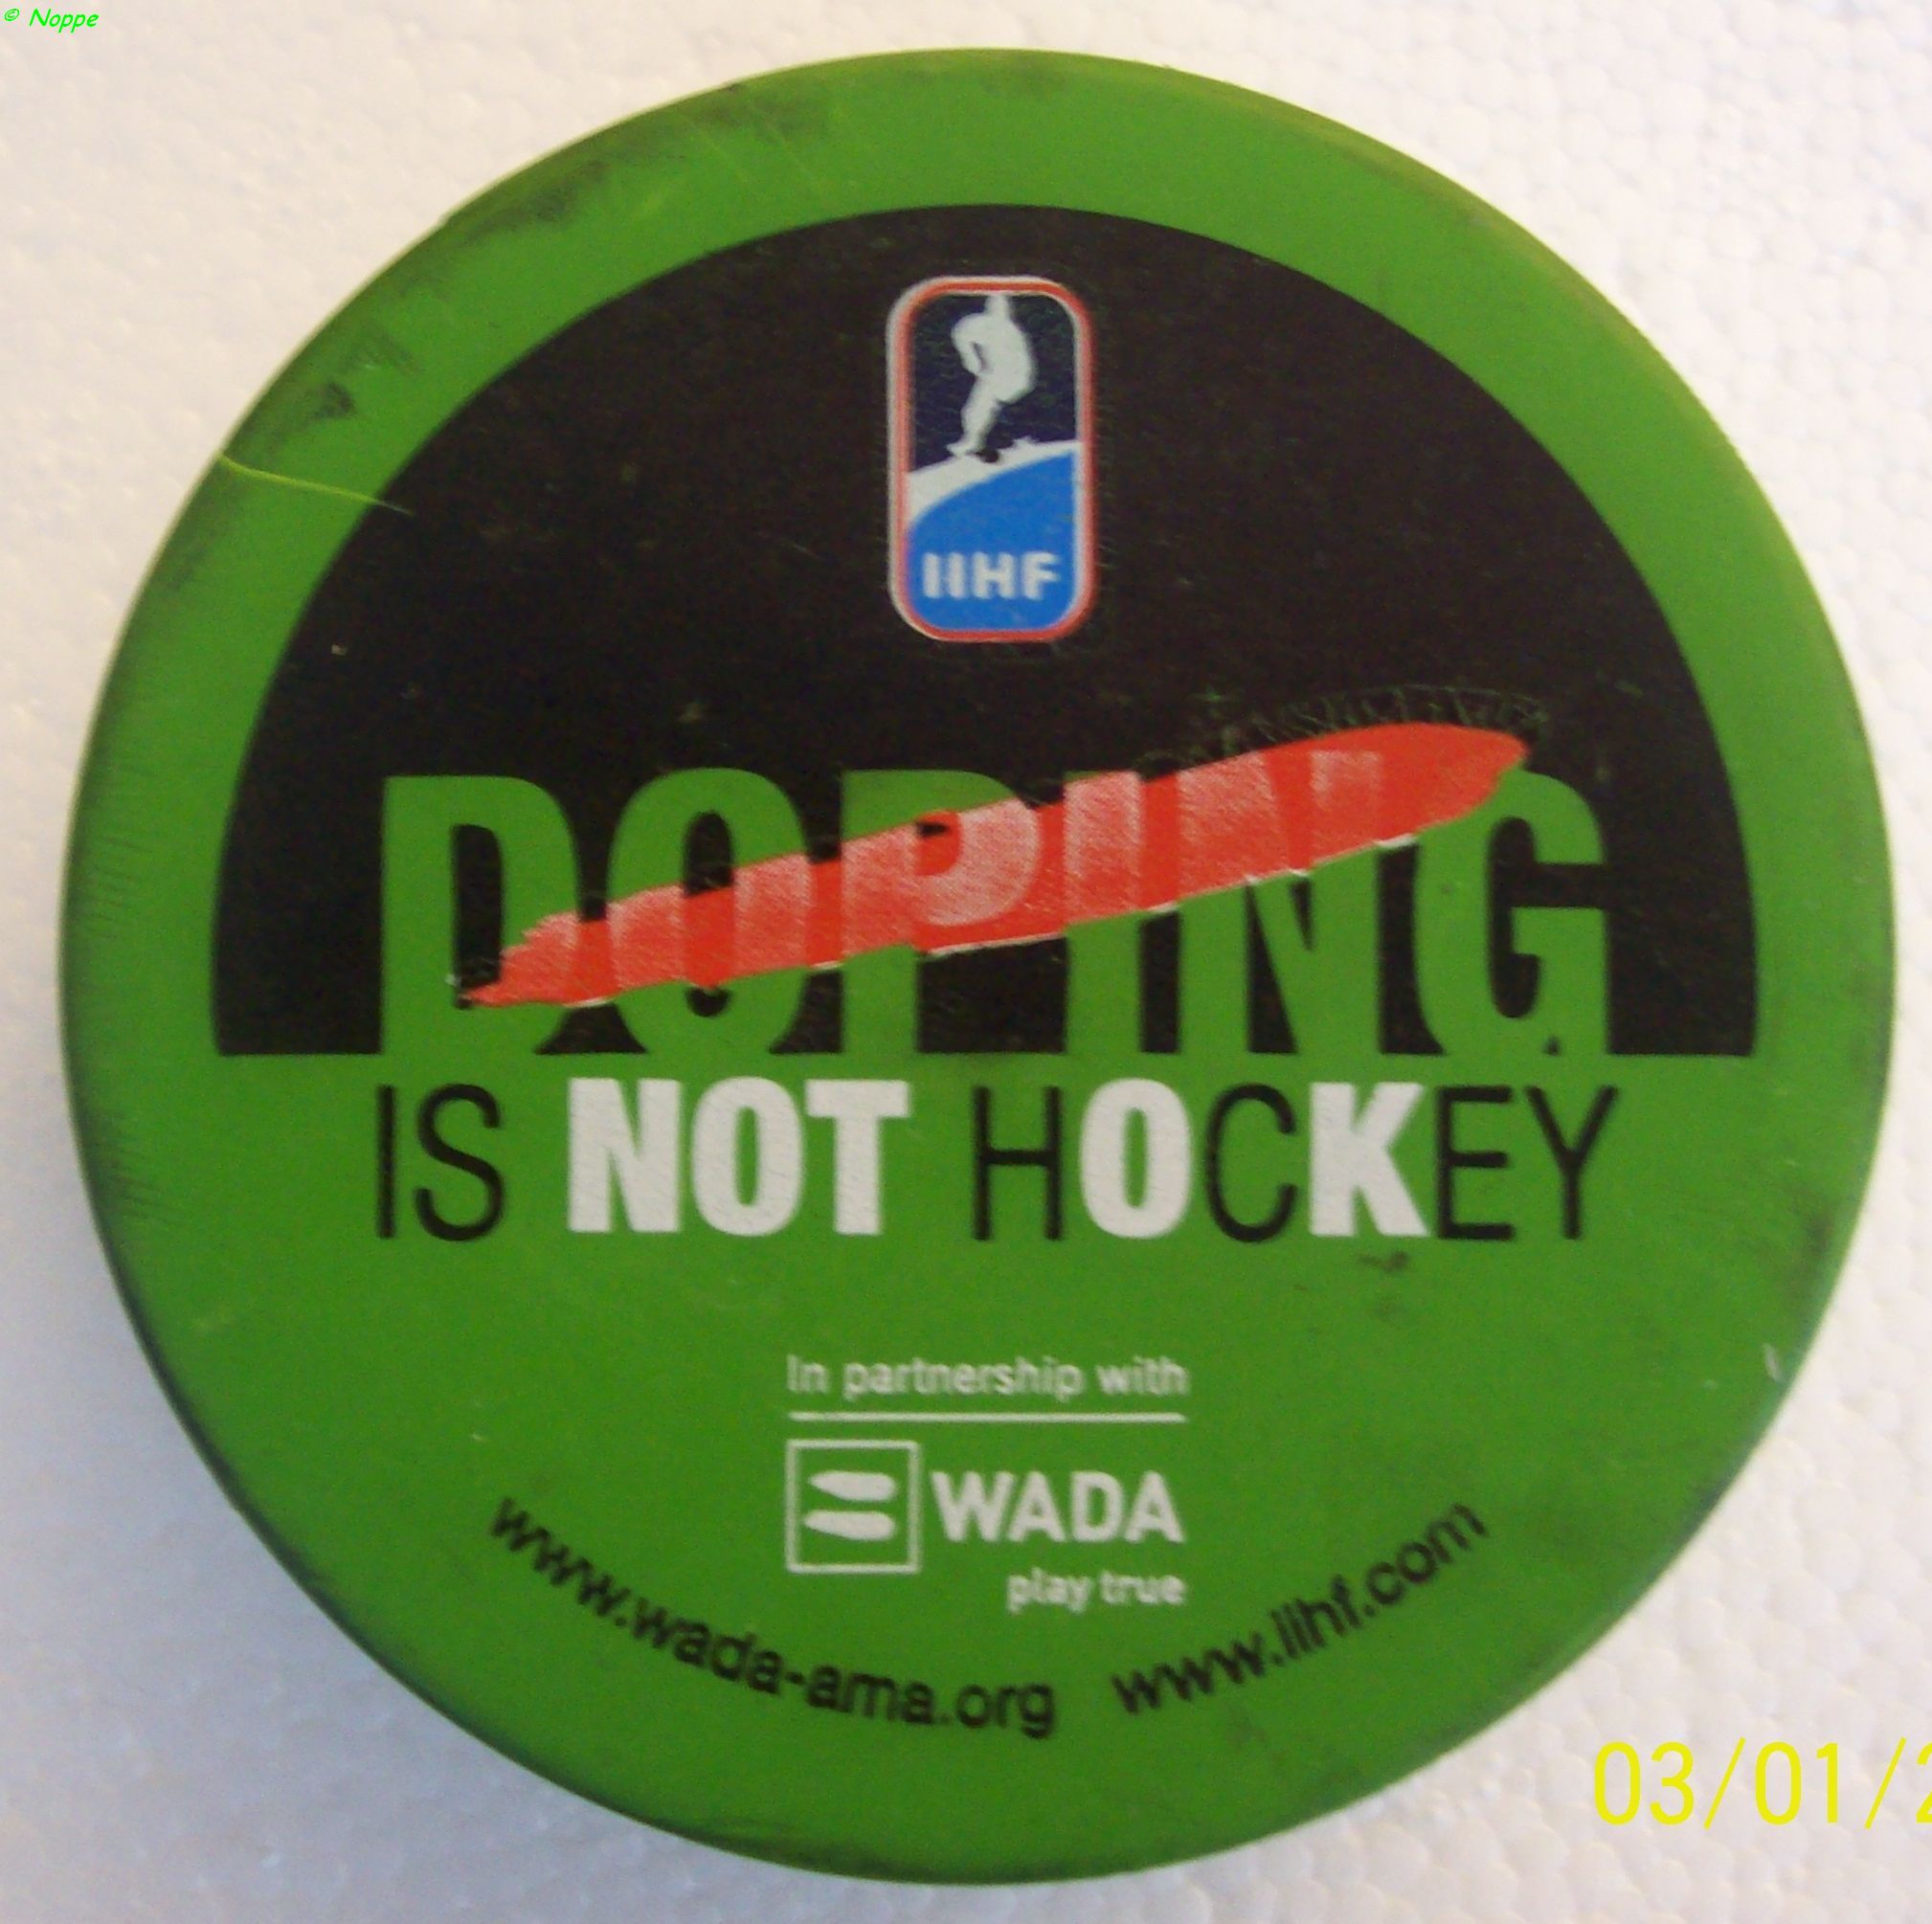 © Noppe
IIHF
DOPING
IS NOT HOCKEY
In partnership with
WADA
play true
www.wada-ama.org www.iihf.com
03/01/2